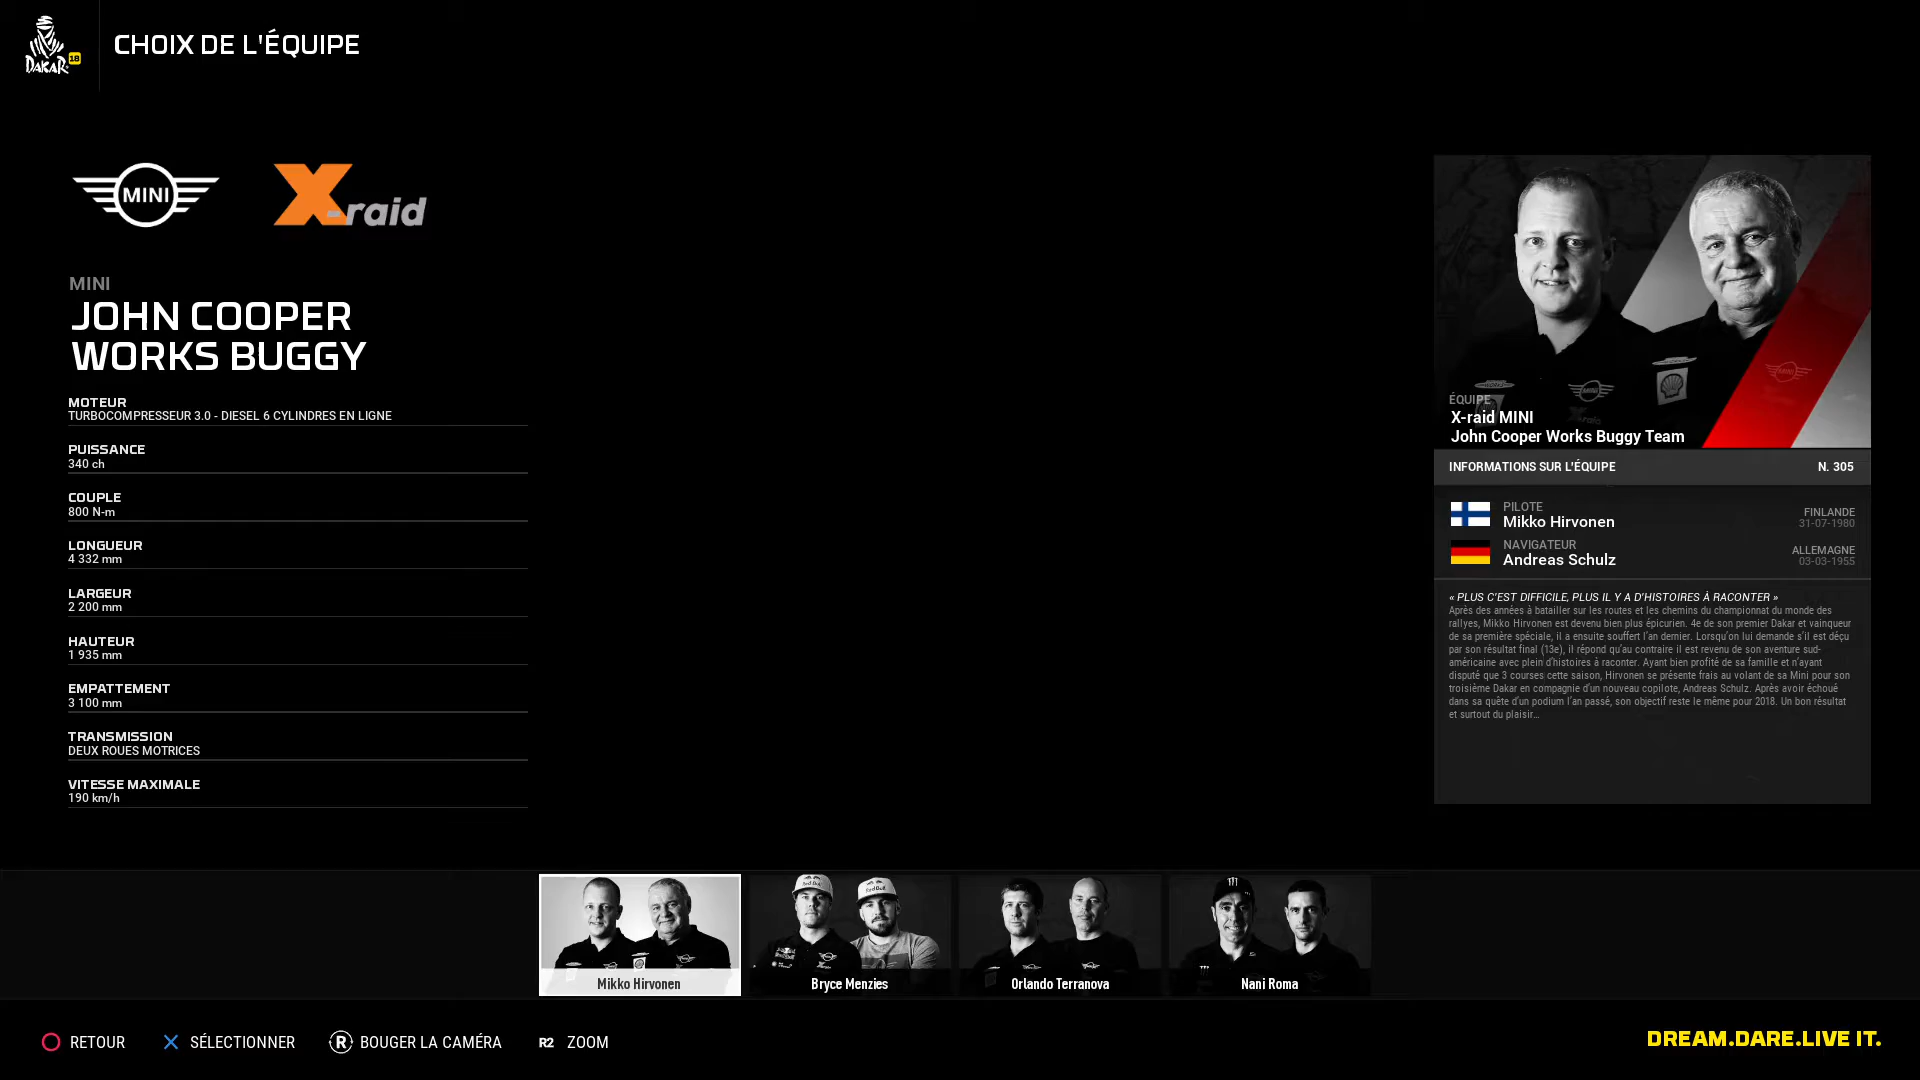 DAKAR 18
CHOIX DE L'ÉQUIPE
MINI
X-raid
MINI
JOHN COOPER
WORKS BUGGY
MOTEUR
TURBOCOMPRESSEUR 3.0 - DIESEL 6 CYLINDRES EN LIGNE
PUISSANCE
340 ch
COUPLE
800 N-m
LONGUEUR
4 332 mm
LARGEUR
2 200 mm
HAUTEUR
1 935 mm
EMPATTEMENT
3 100 mm
TRANSMISSION
DEUX ROUES MOTRICES
VITESSE MAXIMALE
190 km/h
ÉQUIPE
X-raid MINI
John Cooper Works Buggy Team
INFORMATIONS SUR L'ÉQUIPE N. 305
PILOTE
Mikko Hirvonen
FINLANDE
31-07-1980
NAVIGATEUR
Andreas Schulz
ALLEMAGNE
03-03-1955
« PLUS C'EST DIFFICILE, PLUS IL Y A D'HISTOIRES À RACONTER »
Après des années à batailler sur les routes et les chemins du championnat du monde des
rallyes, Mikko Hirvonen est devenu bien plus épicurien. 4e de son premier Dakar et vainqueur
de sa première spéciale, il a ensuite souffert l'an dernier. Lorsqu'on lui demande s'il est déçu
par son résultat final (13e), il répond qu'au contraire il est revenu de son aventure sud-
américaine avec plein d'histoires à raconter. Ayant bien profité de sa famille et n'ayant
disputé que 3 courses cette saison, Hirvonen se présente frais au volant de sa Mini pour son
troisième Dakar en compagnie d'un nouveau copilote, Andreas Schulz. Après avoir échoué
dans sa quête d'un podium l'an passé, son objectif reste le même pour 2018. Un bon résultat
et surtout du plaisir...
Mikko Hirvonen
Bryce Menzies
Orlando Terranova
Nani Roma
RETOUR
SÉLECTIONNER
R BOUGER LA CAMÉRA
R2 ZOOM
DREAM.DARE.LIVE IT.